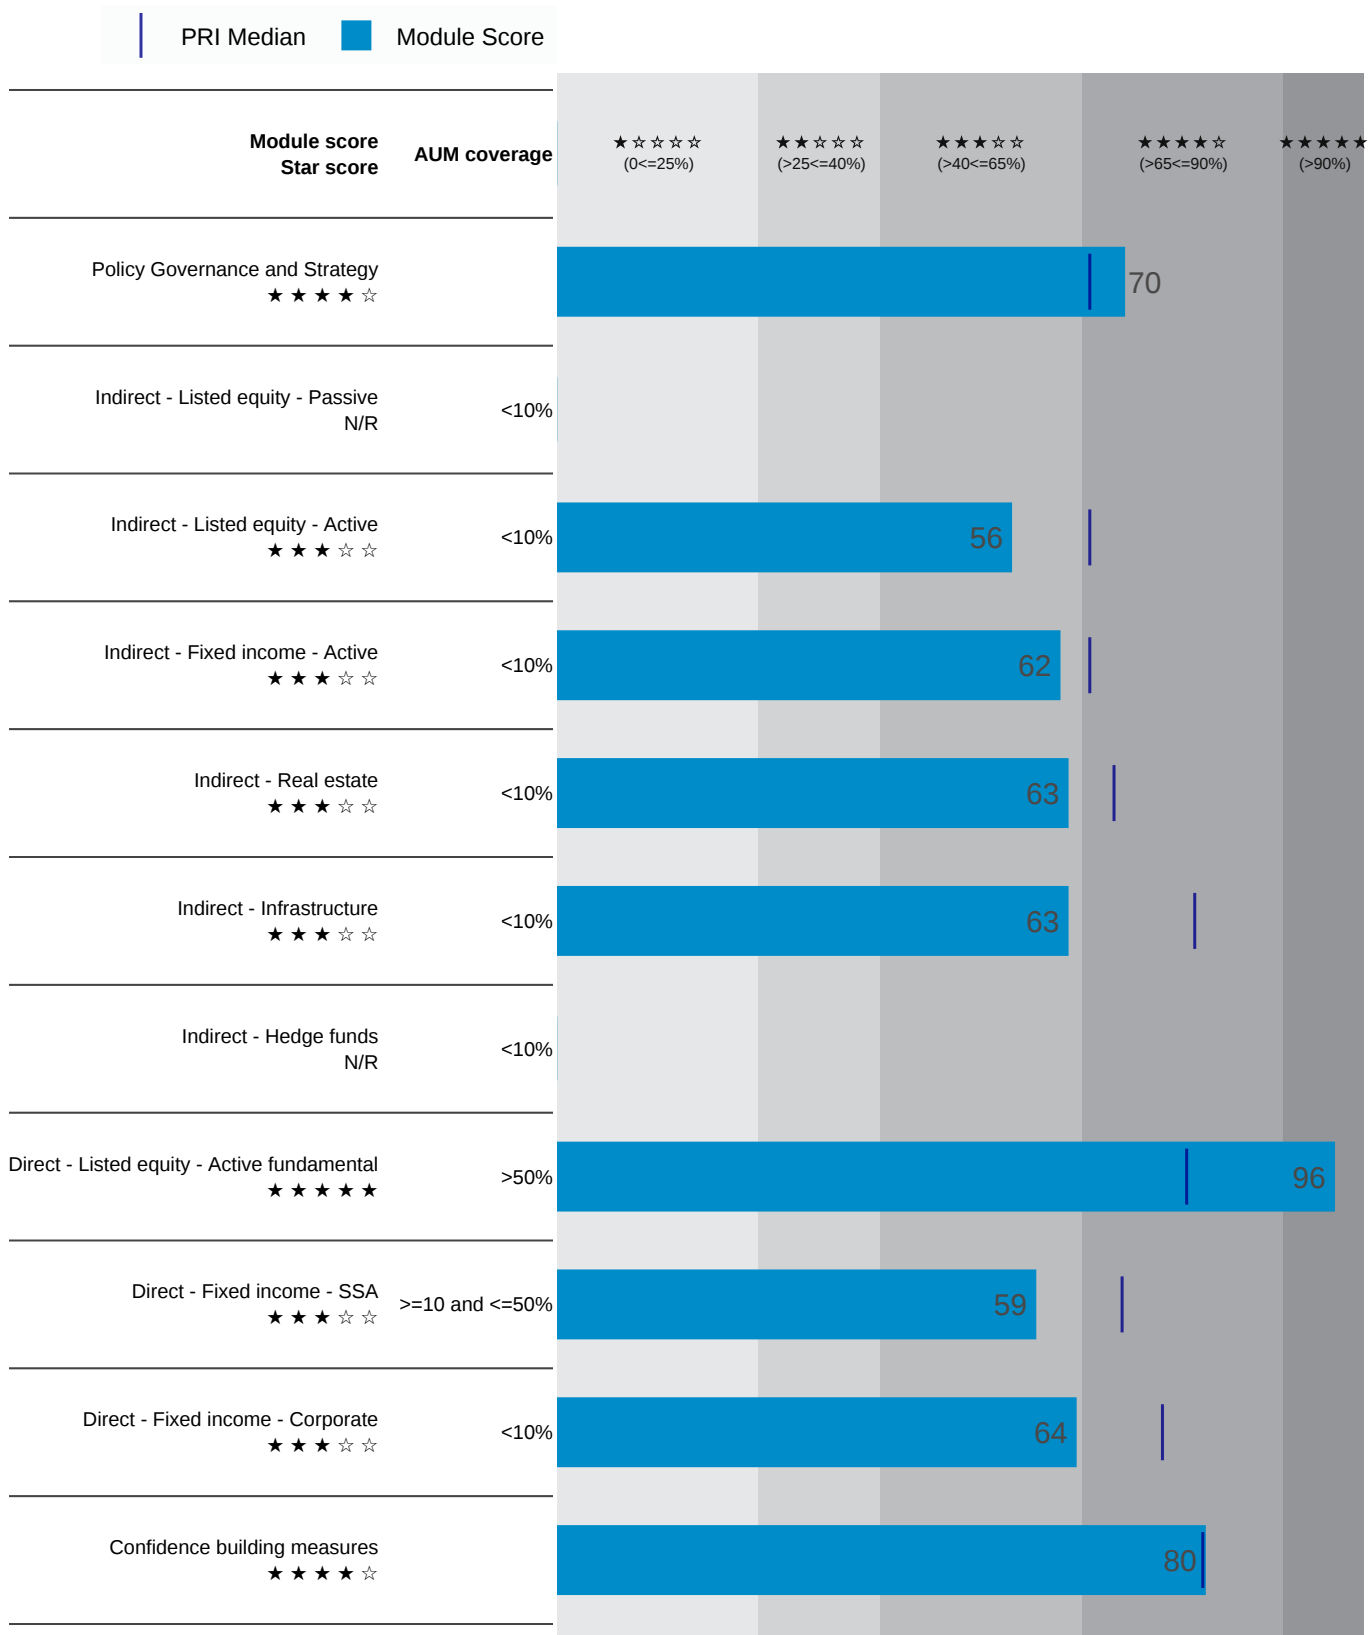 PRI Median Module Score
Module score
Star score
AUM coverage
★☆☆☆☆ ★★☆☆☆ ★★★☆☆ ★★★★☆ ★★★★★
(0<=25%) (>25<=40%) (>40<=65%) (>65<=90%) (>90%)
Policy Governance and Strategy
★★★★☆
70
Indirect - Listed equity - Passive
N/R
<10%
Indirect - Listed equity - Active
★★★☆☆
<10%
56
Indirect - Fixed income - Active
★★★☆☆
<10%
62
Indirect - Real estate
★★★☆☆
<10%
63
Indirect - Infrastructure
★★★☆☆
<10%
63
Indirect - Hedge funds
N/R
<10%
Direct - Listed equity - Active fundamental
★★★★★
>50%
96
Direct - Fixed income - SSA
★★★☆☆
>=10 and <=50%
59
Direct - Fixed income - Corporate
★★★☆☆
<10%
64
Confidence building measures
★★★★☆
80